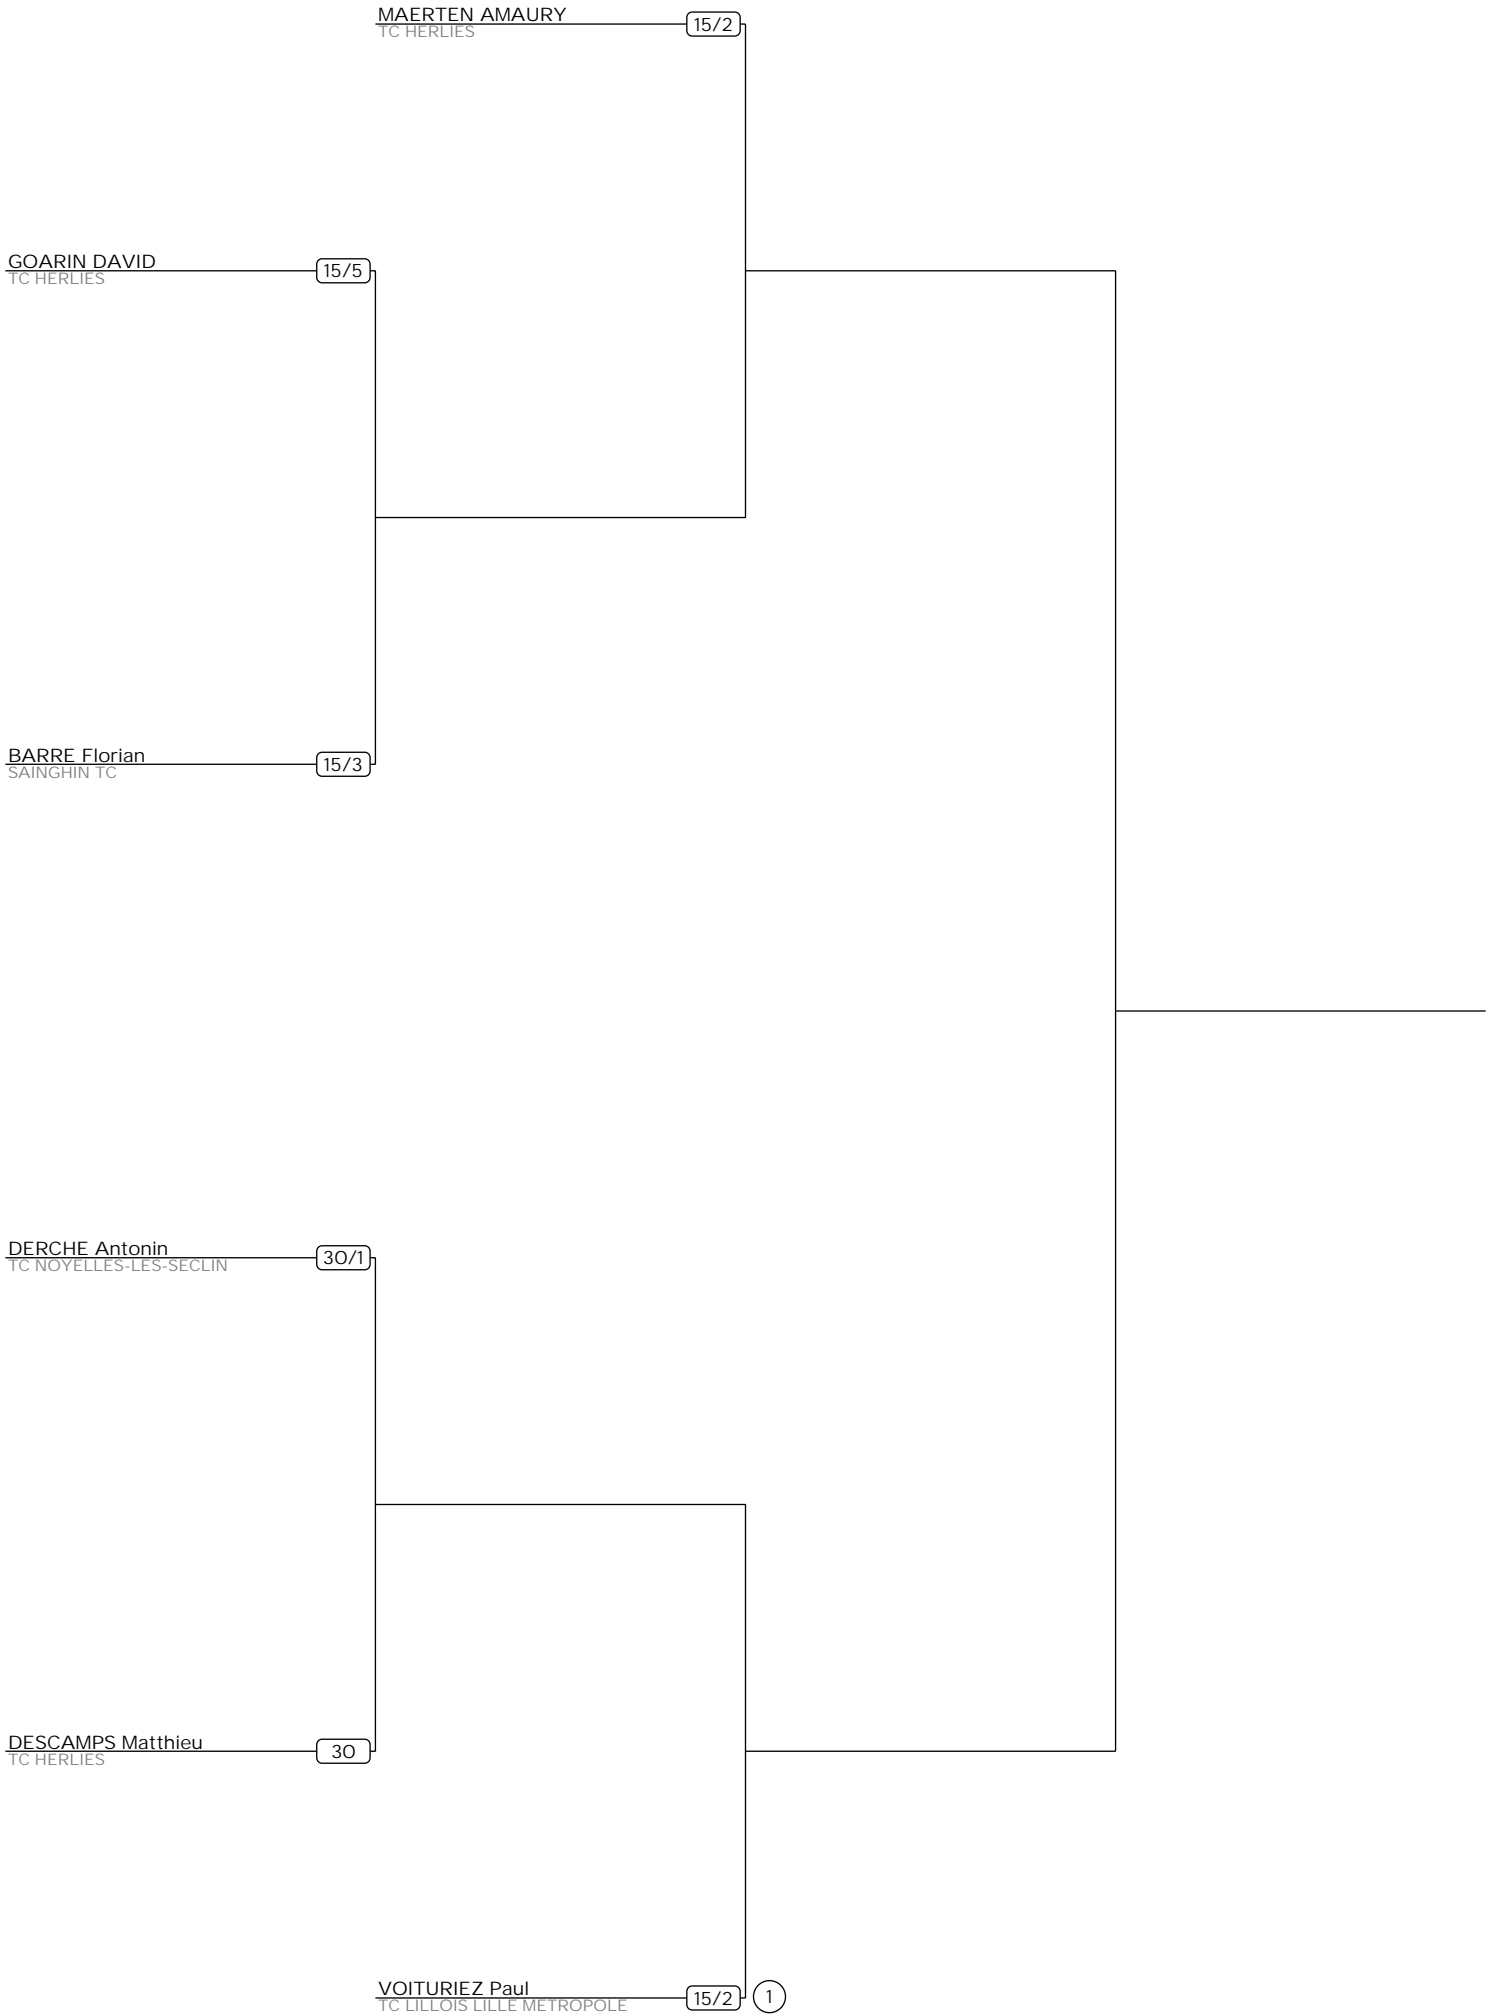 MAERTEN AMAURY
TC HERLIES
15/2
GOARIN DAVID
TC HERLIES
15/5
BARRE Florian
SAINGHIN TC
15/3
DERCHE Antonin
TC NOYELLES-LES-SECLIN
30/1
DESCAMPS Matthieu
TC HERLIES
30
VOITURIEZ Paul
TC LILLOIS LILLE METROPOLE
15/2
1